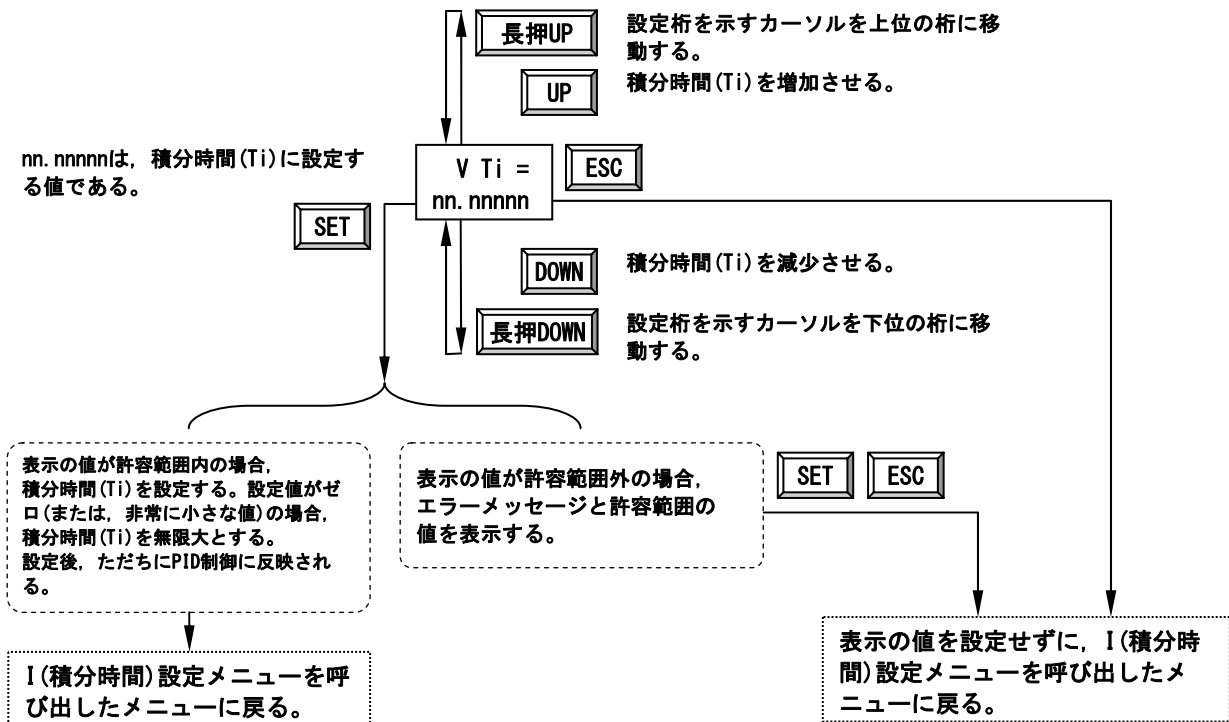 長押UP
設定桁を示すカーソルを上位の桁に移
動する。
UP
積分時間(Ti)を増加させる。
nn.nnnnnは，積分時間(Ti)に設定す
る値である。
V Ti =
nn.nnnnn
ESC
SET
DOWN
積分時間(Ti)を減少させる。
長押DOWN
設定桁を示すカーソルを下位の桁に移
動する。
表示の値が許容範囲内の場合，
積分時間(Ti)を設定する。設定値がゼ
ロ(または，非常に小さな値)の場合，
積分時間(Ti)を無限大とする。
設定後，ただちにPID制御に反映され
る。
表示の値が許容範囲外の場合，
エラーメッセージと許容範囲の
値を表示する。
SET
ESC
I(積分時間)設定メニューを呼
び出したメニューに戻る。
表示の値を設定せずに，I(積分時
間)設定メニューを呼び出したメ
ニューに戻る。